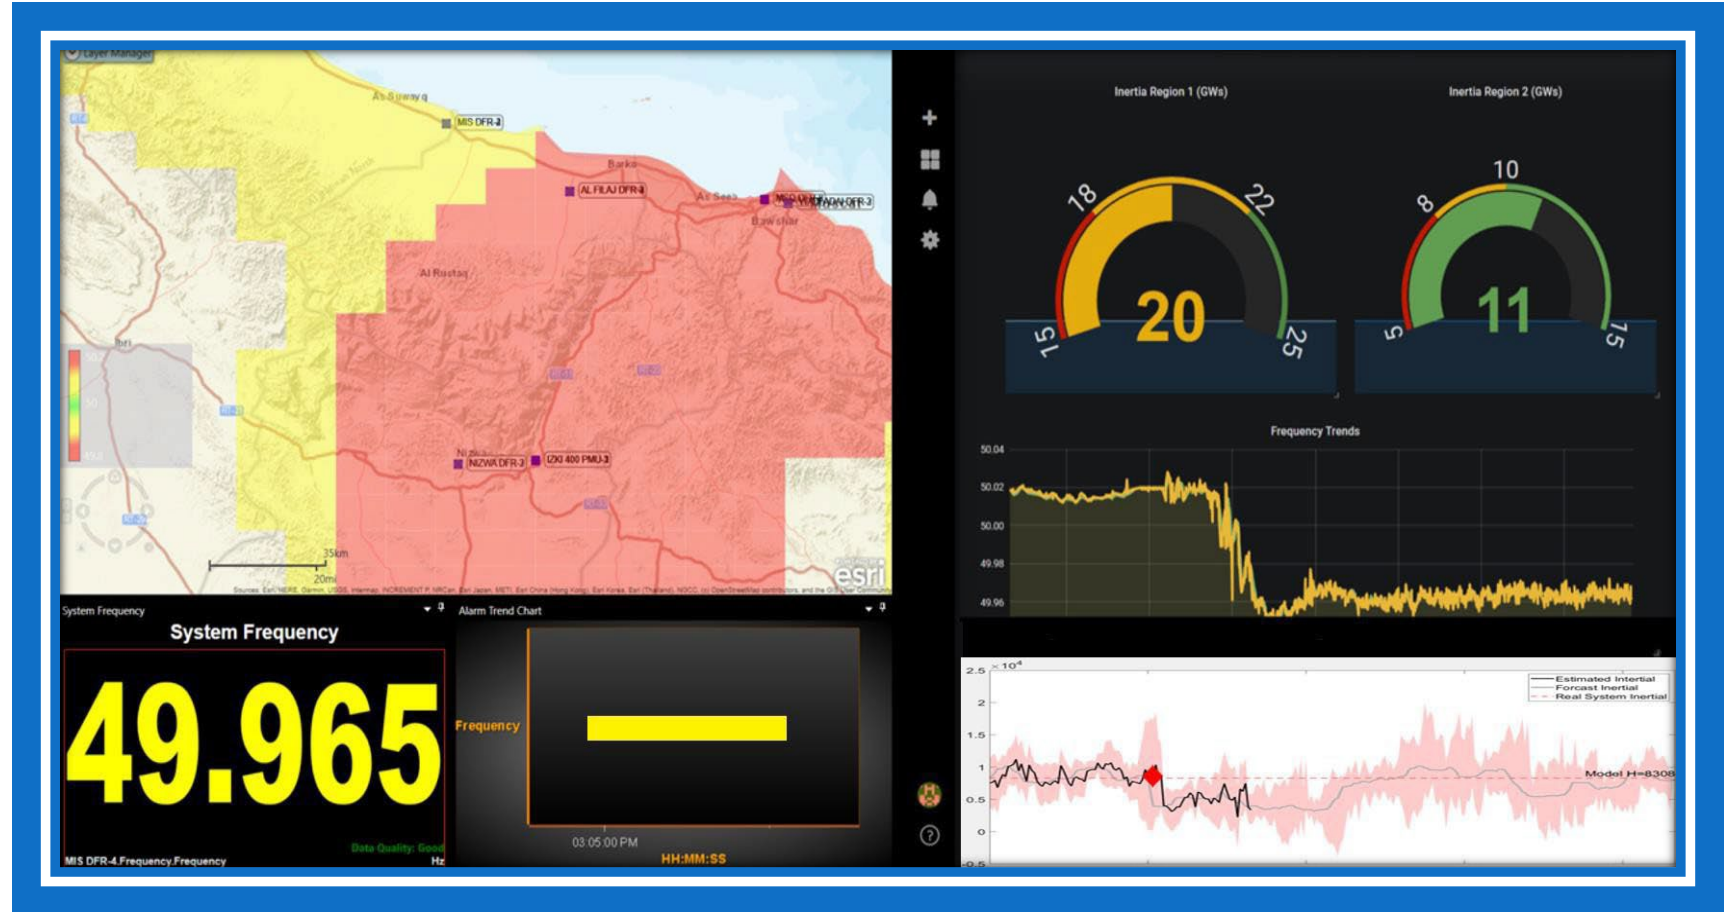 Layer Manager
As Suwayq
MIS DFR-
Barka
AL FILAJ DFR-
As Seeb
Bawshar
Al Rustaq
Ibri
50
NIZWA DFR-3
IZKI 400 PMU-
35km
20mi
esri
System Frequency
Alarm Trend Chart
System Frequency
49.965
Data Quality: Good
MIS DFR-4.Frequency.Frequency
Hz
Frequency
03:05:00 PM
HH:MM:SS
Inertia Region 1 (GWs)
Inertia Region 2 (GWs)
15
18
22
25
20
5
8
10
15
11
Frequency Trends
50.04
50.02
50.00
49.98
49.96
× 10⁴
2.5
2
1.5
1
0.5
0
-0.5
Estimated Intertial
Forcast Inertial
Real System Inertial
Model H=8308